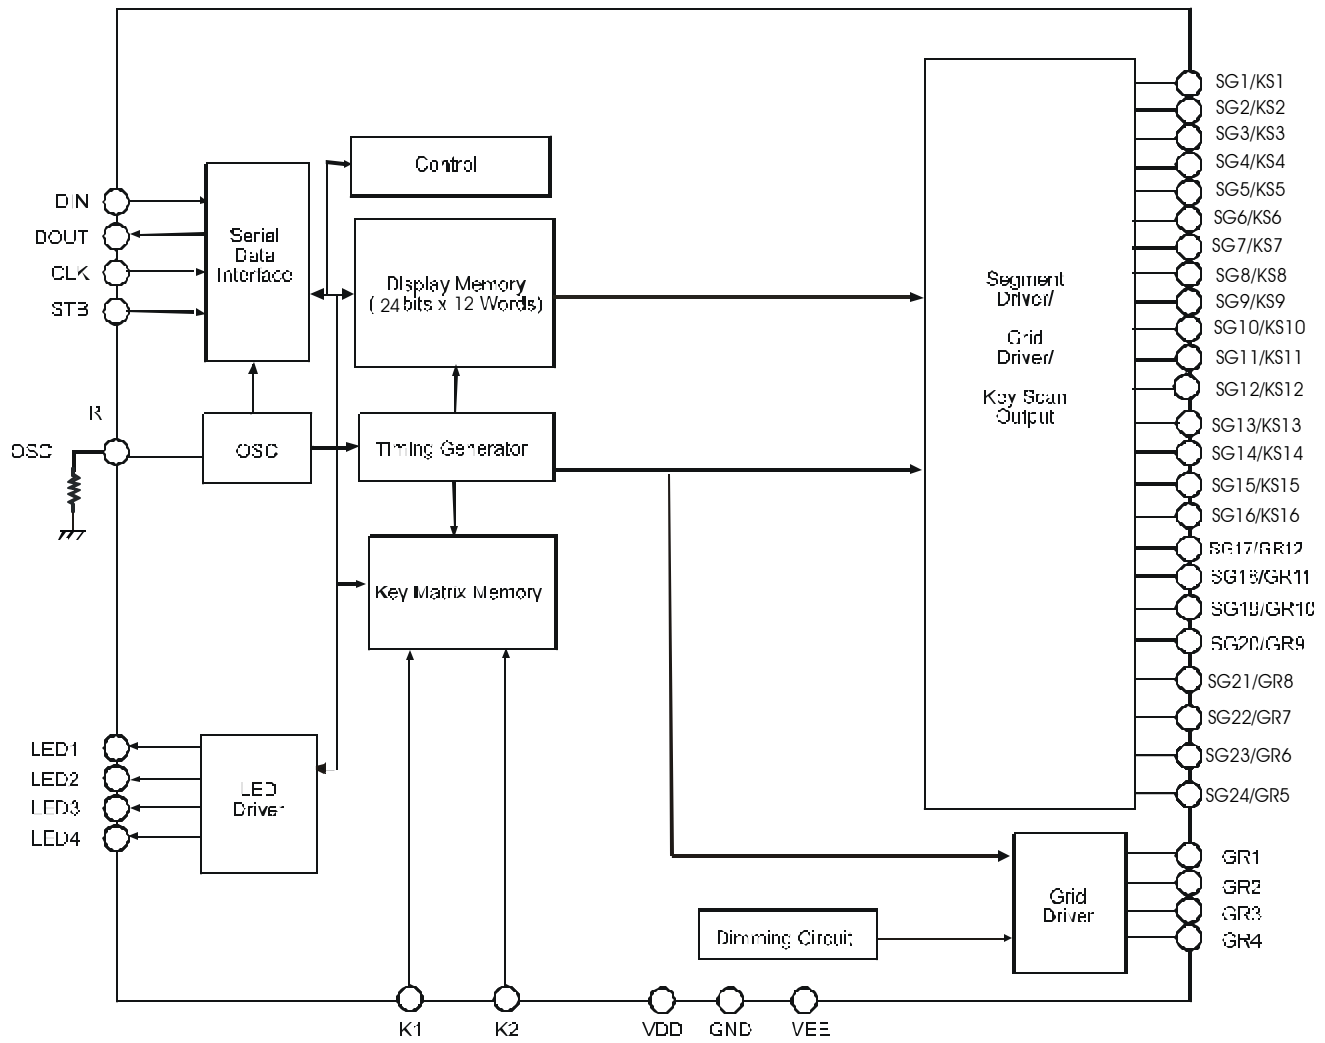 SG1/KS1
SG2/KS2
SG3/KS3
SG4/KS4
SG5/KS5
SG6/KS6
SG7/KS7
SG8/KS8
SG9/KS9
SG10/KS10
SG11/KS11
SG12/KS12
SG13/KS13
SG14/KS14
SG15/KS15
SG16/KS16
SG17/GR12
SG18/GR11
SG19/GR10
SG20/GR9
SG21/GR8
SG22/GR7
SG23/GR6
SG24/GR5
GR1
GR2
GR3
GR4
Control
DIN
DOUT
CLK
STB
Serial
Data
Interface
Display Memory
( 24 bits x 12 Words)
Segment
Driver/
Grid
Driver/
Key Scan
Output
R
OSC
OSC
Timing Generator
Key Matrix Memory
LED1
LED2
LED3
LED4
LED
Driver
Grid
Driver
Dimming Circuit
K1
K2
VDD
GND
VEE